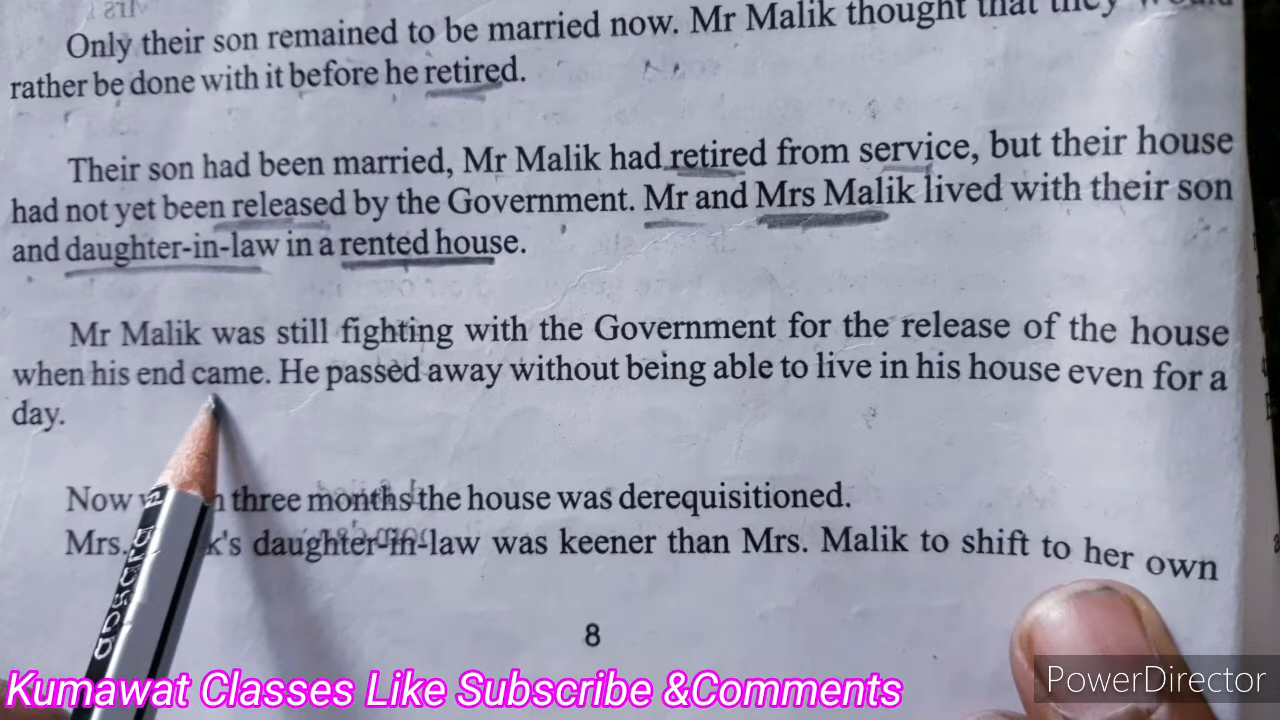 Only their son remained to be married now. Mr Malik thought that they would
rather be done with it before he retired.
Their son had been married, Mr Malik had retired from service, but their house
had not yet been released by the Government. Mr and Mrs Malik lived with their son
and daughter-in-law in a rented house.
Mr Malik was still fighting with the Government for the release of the house
when his end came. He passed away without being able to live in his house even for a
day.
Now three months the house was derequisitioned.
Mrs. k's daughter-in-law was keener than Mrs. Malik to shift to her own
8
apsara
Kumawat Classes Like Subscribe &Comments
PowerDirector